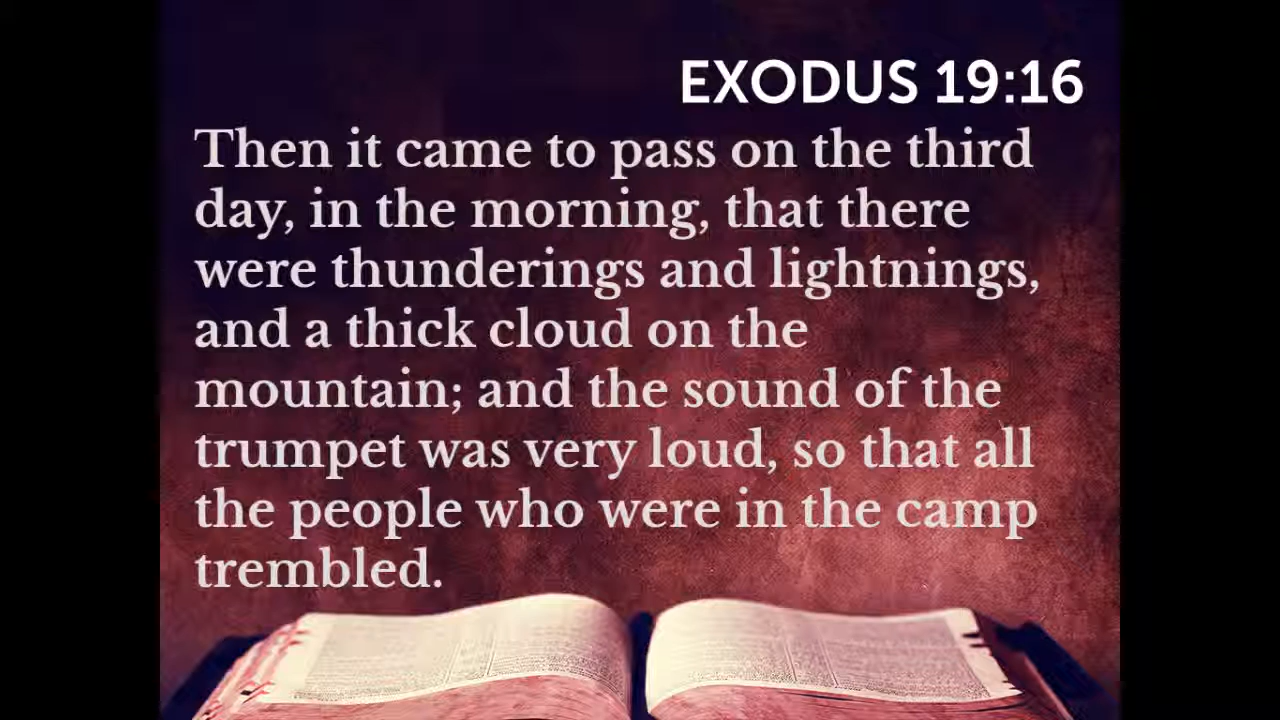 EXODUS 19:16
Then it came to pass on the third
day, in the morning, that there
were thunderings and lightnings,
and a thick cloud on the
mountain; and the sound of the
trumpet was very loud, so that all
the people who were in the camp
trembled.